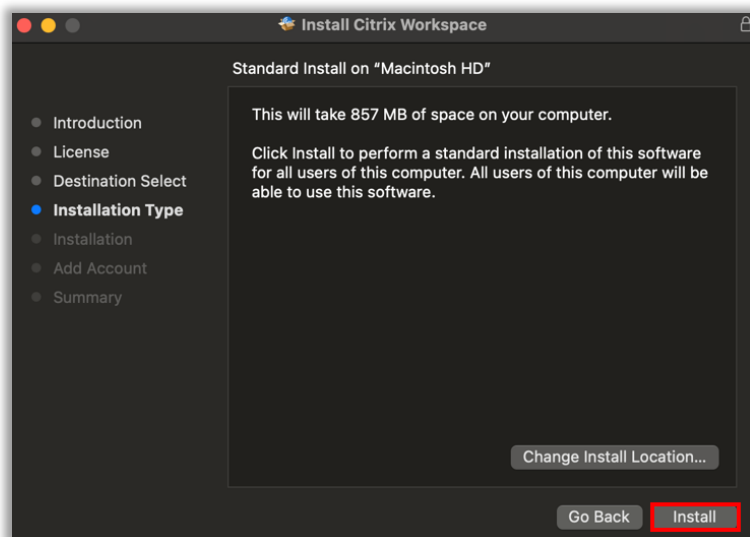 Install Citrix Workspace
Standard Install on "Macintosh HD"
Introduction
License
Destination Select
Installation Type
Installation
Add Account
Summary
This will take 857 MB of space on your computer.
Click Install to perform a standard installation of this software
for all users of this computer. All users of this computer will be
able to use this software.
Change Install Location...
Go Back
Install